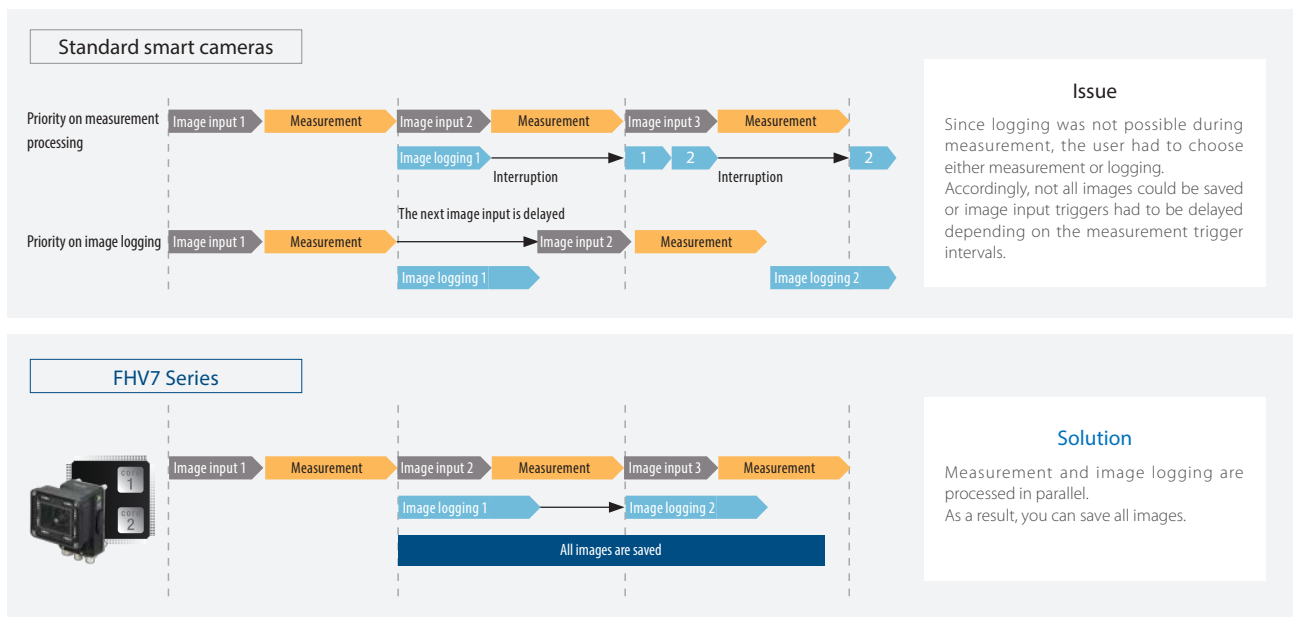 Standard smart cameras
Priority on measurement
processing
Image input 1
Measurement
Image input 2
Measurement
Image input 3
Measurement
Image logging 1
Interruption
1
2
Interruption
2
The next image input is delayed
Priority on image logging
Image input 1
Measurement
Image input 2
Measurement
Image logging 1
Image logging 2
Issue
Since logging was not possible during
measurement, the user had to choose
either measurement or logging.
Accordingly, not all images could be saved
or image input triggers had to be delayed
depending on the measurement trigger
intervals.
FHV7 Series
core
1
core
2
Image input 1
Measurement
Image input 2
Measurement
Image input 3
Measurement
Image logging 1
Image logging 2
All images are saved
Solution
Measurement and image logging are
processed in parallel.
As a result, you can save all images.